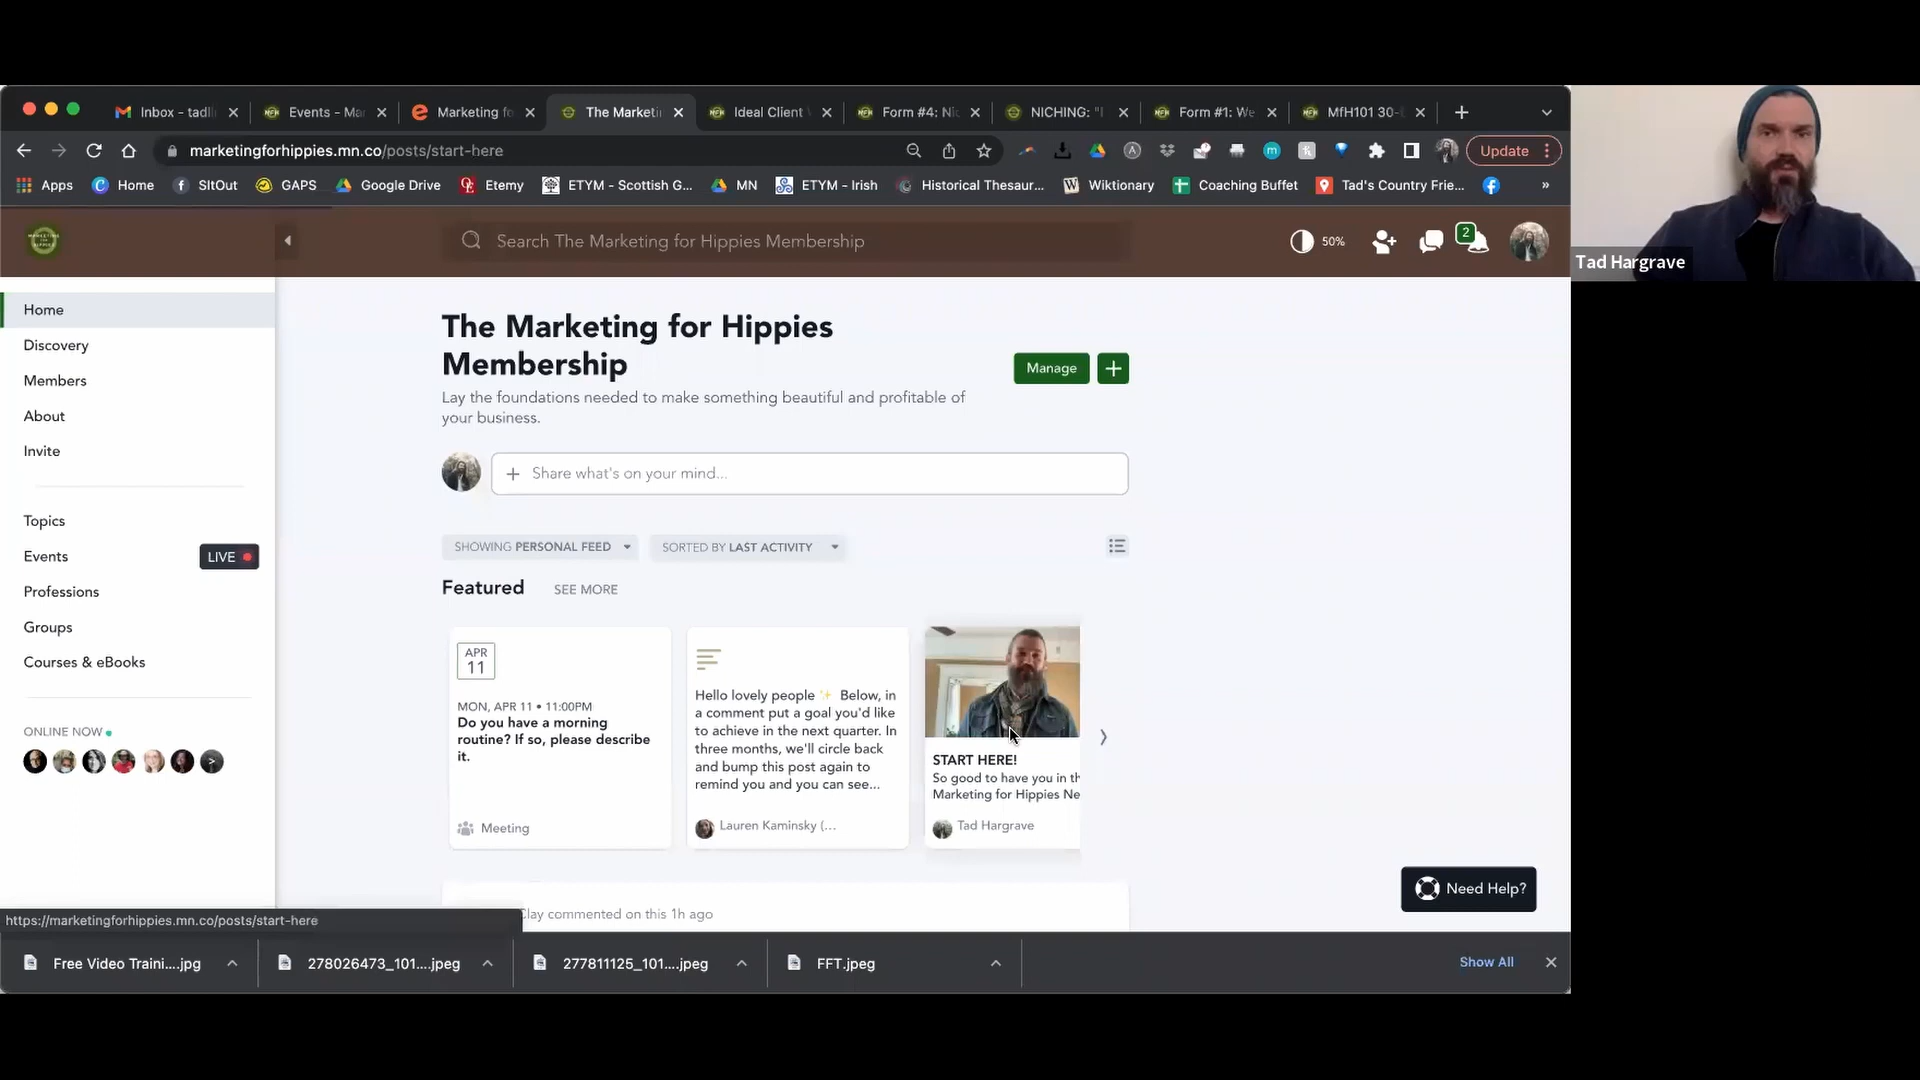 Inbox - tadl
Events - Ma
Marketing fo
The Marketi
Ideal Client
Form #4: Ni
NICHING: "I
Form #1: We
MfH101 30-
marketingforhippies.mn.co/posts/start-here
Update
Apps
Home
SItOut
GAPS
Google Drive
Etemy
ETYM - Scottish G...
MN
ETYM - Irish
Historical Thesaur...
Wiktionary
Coaching Buffet
Tad's Country Frie...
»
Search The Marketing for Hippies Membership
50%
2
Tad Hargrave
Home
Discovery
Members
About
Invite
Topics
Events
LIVE
Professions
Groups
Courses & eBooks
ONLINE NOW
The Marketing for Hippies
Membership
Manage
Lay the foundations needed to make something beautiful and profitable of
your business.
Share what's on your mind...
SHOWING PERSONAL FEED
SORTED BY LAST ACTIVITY
Featured
SEE MORE
APR
11
MON, APR 11 • 11:00PM
Do you have a morning
routine? If so, please describe
it.
Meeting
Hello lovely people ✨ Below, in
a comment put a goal you'd like
to achieve in the next quarter. In
three months, we'll circle back
and bump this post again to
remind you and you can see...
Lauren Kaminsky (...
START HERE!
So good to have you in th
Marketing for Hippies Ne
Tad Hargrave
Need Help?
Clay commented on this 1h ago
https://marketingforhippies.mn.co/posts/start-here
Free Video Traini....jpg
278026473_101....jpeg
277811125_101....jpeg
FFT.jpeg
Show All